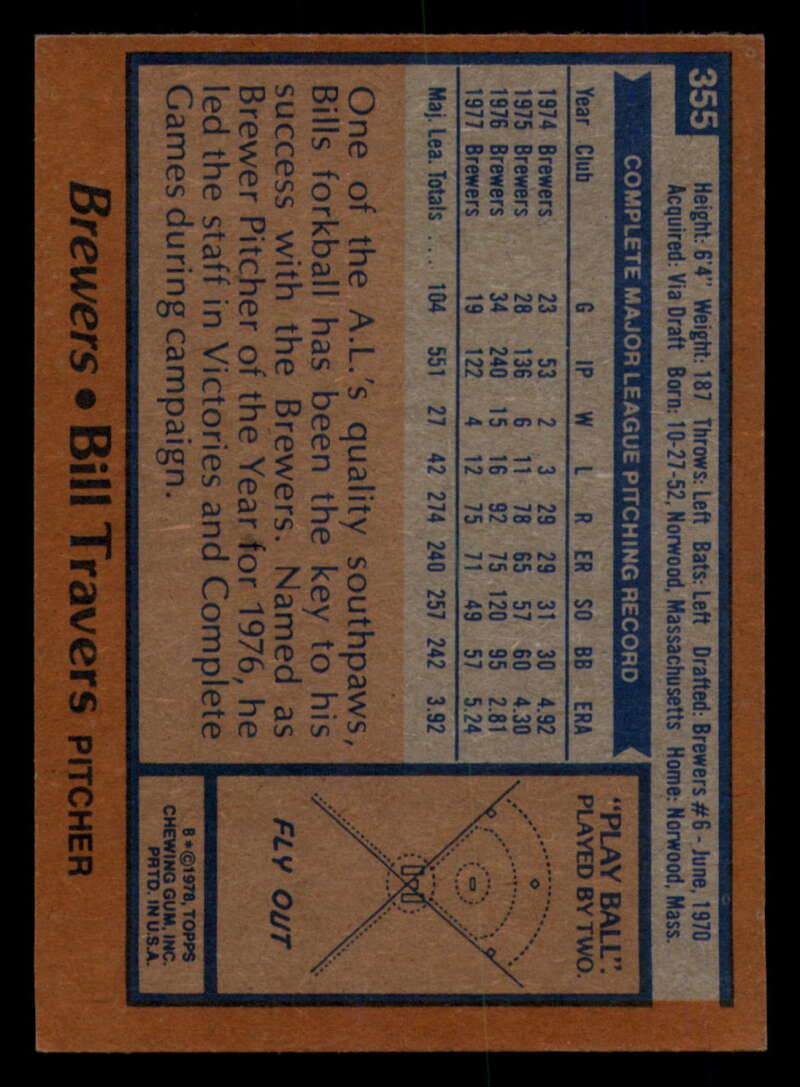 355
Height: 6'4" Weight: 187 Throws: Left Bats: Left Drafted: Brewers #6 - June, 1970
Acquired: Via Draft Born: 10-27-52, Norwood, Massachusetts Home: Norwood, Mass.
COMPLETE MAJOR LEAGUE PITCHING RECORD
Year Club G IP W L R ER SO BB ERA
1974 Brewers 23 53 2 3 29 29 31 30 4.92
1975 Brewers 28 136 6 11 78 65 57 60 4.30
1976 Brewers 34 240 15 16 92 75 120 95 2.81
1977 Brewers 19 122 4 12 75 71 49 57 5.24
Maj. Lea. Totals .... 104 551 27 42 274 240 257 242 3.92
One of the A.L.'s quality southpaws,
Bills forkball has been the key to his
success with the Brewers. Named as
Brewer Pitcher of the Year for 1976, he
led the staff in Victories and Complete
Games during campaign.
"PLAY BALL":
PLAYED BY TWO.
FLY OUT
B*©1978, TOPPS
CHEWING GUM, INC.
PRTD. IN U.S.A.
Brewers • Bill Travers PITCHER